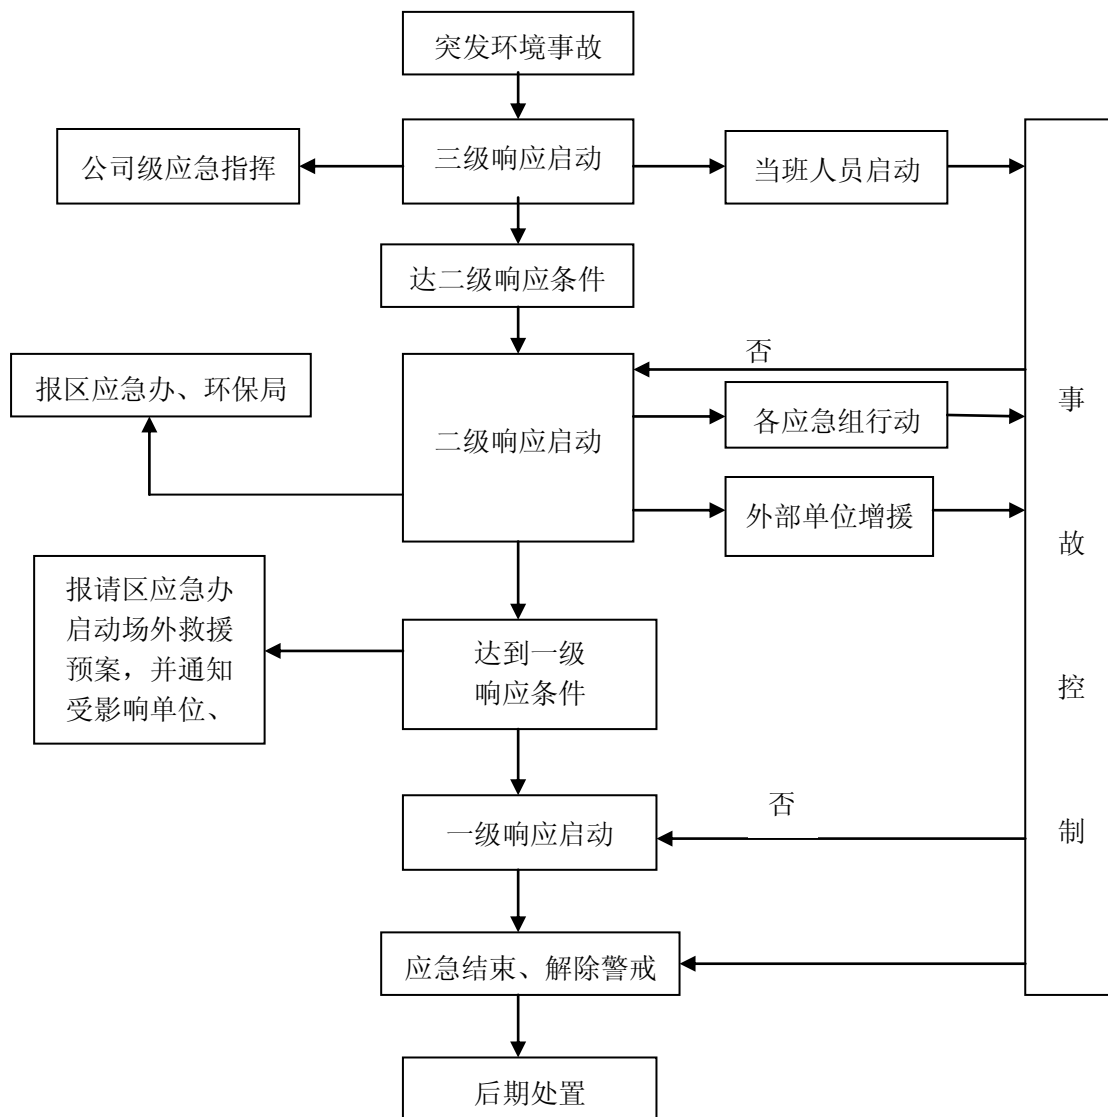 突发环境事故
公司级应急指挥
三级响应启动
当班人员启动
达二级响应条件
否
报区应急办、环保局
二级响应启动
各应急组行动
外部单位增援
报请区应急办
启动场外救援
预案，并通知
受影响单位、
达到一级
响应条件
否
一级响应启动
应急结束、解除警戒
后期处置
事
故
控
制